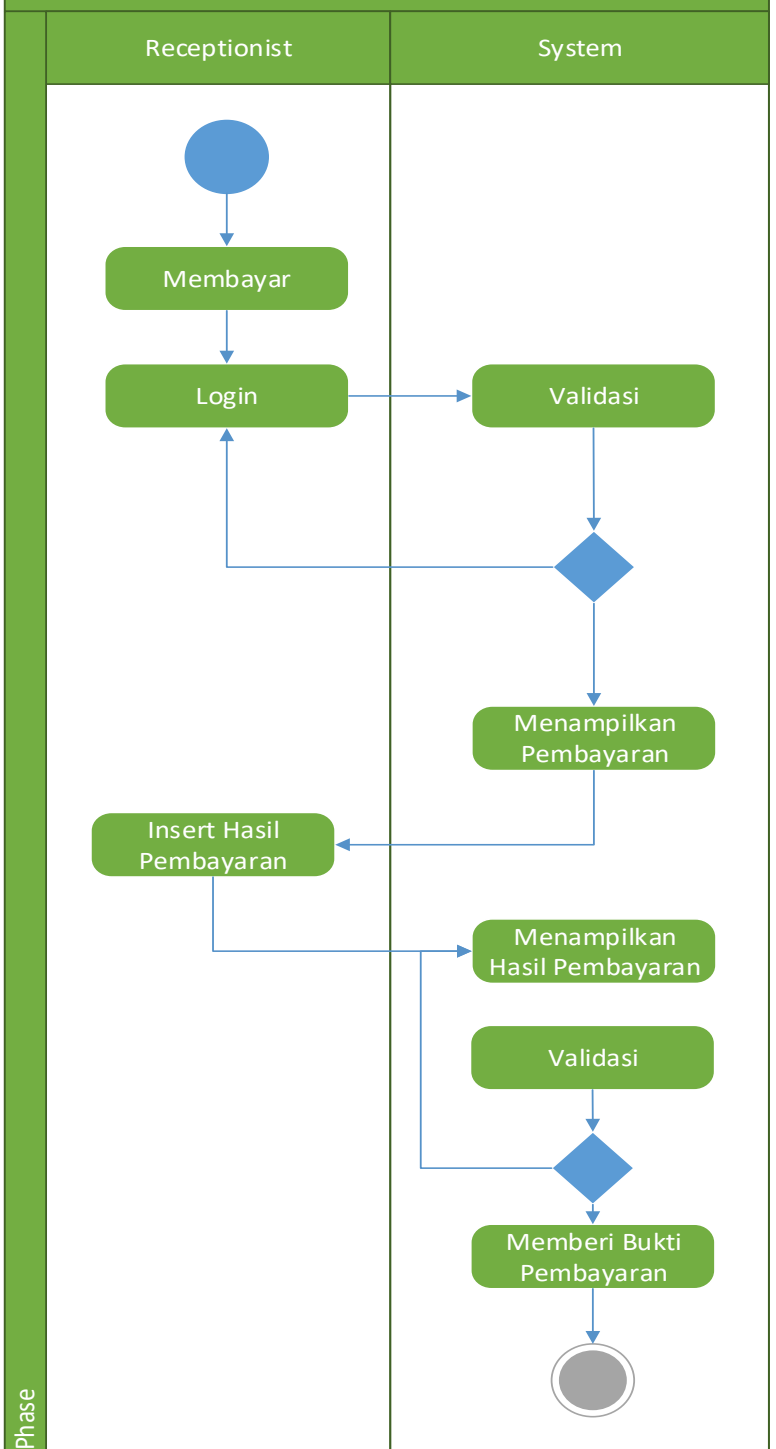 Receptionist
System
Membayar
Login
Validasi
Menampilkan
Pembayaran
Insert Hasil
Pembayaran
Menampilkan
Hasil Pembayaran
Validasi
Memberi Bukti
Pembayaran
Phase